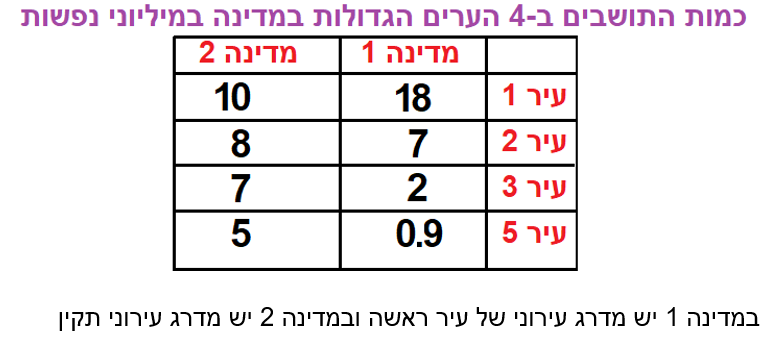 כמות התושבים ב-4 הערים הגדולות במדינה במיליוני נפשות
מדינה 1 מדינה 2
עיר 1 18 10
עיר 2 7 8
עיר 3 2 7
עיר 5 0.9 5
במדינה 1 יש מדרג עירוני של עיר ראשה ובמדינה 2 יש מדרג עירוני תקין